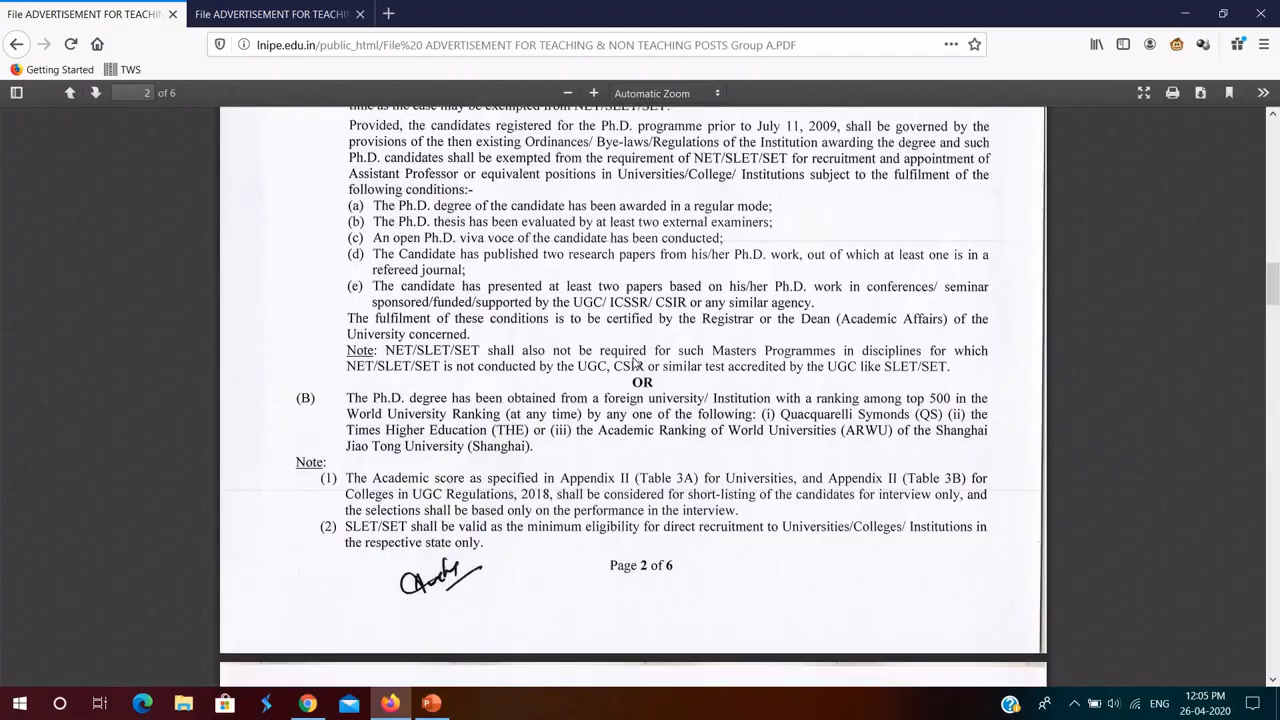 File ADVERTISEMENT FOR TEACHIN
File ADVERTISEMENT FOR TEACHIN
lnipe.edu.in/public_html/File%20 ADVERTISEMENT FOR TEACHING & NON TEACHING POSTS Group A.PDF
Getting Started TWS
2 of 6 Automatic Zoom
time as the case may be exempted from NET/SLET/SET.
Provided, the candidates registered for the Ph.D. programme prior to July 11, 2009, shall be governed by the
provisions of the then existing Ordinances/ Bye-laws/Regulations of the Institution awarding the degree and such
Ph.D. candidates shall be exempted from the requirement of NET/SLET/SET for recruitment and appointment of
Assistant Professor or equivalent positions in Universities/College/ Institutions subject to the fulfilment of the
following conditions:-
(a) The Ph.D. degree of the candidate has been awarded in a regular mode;
(b) The Ph.D. thesis has been evaluated by at least two external examiners;
(c) An open Ph.D. viva voce of the candidate has been conducted;
(d) The Candidate has published two research papers from his/her Ph.D. work, out of which at least one is in a
refereed journal;
(e) The candidate has presented at least two papers based on his/her Ph.D. work in conferences/ seminar
sponsored/funded/supported by the UGC/ ICSSR/ CSIR or any similar agency.
The fulfilment of these conditions is to be certified by the Registrar or the Dean (Academic Affairs) of the
University concerned.
Note: NET/SLET/SET shall also not be required for such Masters Programmes in disciplines for which
NET/SLET/SET is not conducted by the UGC, CSIR or similar test accredited by the UGC like SLET/SET.
OR
(B) The Ph.D. degree has been obtained from a foreign university/ Institution with a ranking among top 500 in the
World University Ranking (at any time) by any one of the following: (i) Quacquarelli Symonds (QS) (ii) the
Times Higher Education (THE) or (iii) the Academic Ranking of World Universities (ARWU) of the Shanghai
Jiao Tong University (Shanghai).
Note:
(1) The Academic score as specified in Appendix II (Table 3A) for Universities, and Appendix II (Table 3B) for
Colleges in UGC Regulations, 2018, shall be considered for short-listing of the candidates for interview only, and
the selections shall be based only on the performance in the interview.
(2) SLET/SET shall be valid as the minimum eligibility for direct recruitment to Universities/Colleges/ Institutions in
the respective state only.
Page 2 of 6
ENG
12:05 PM
26-04-2020